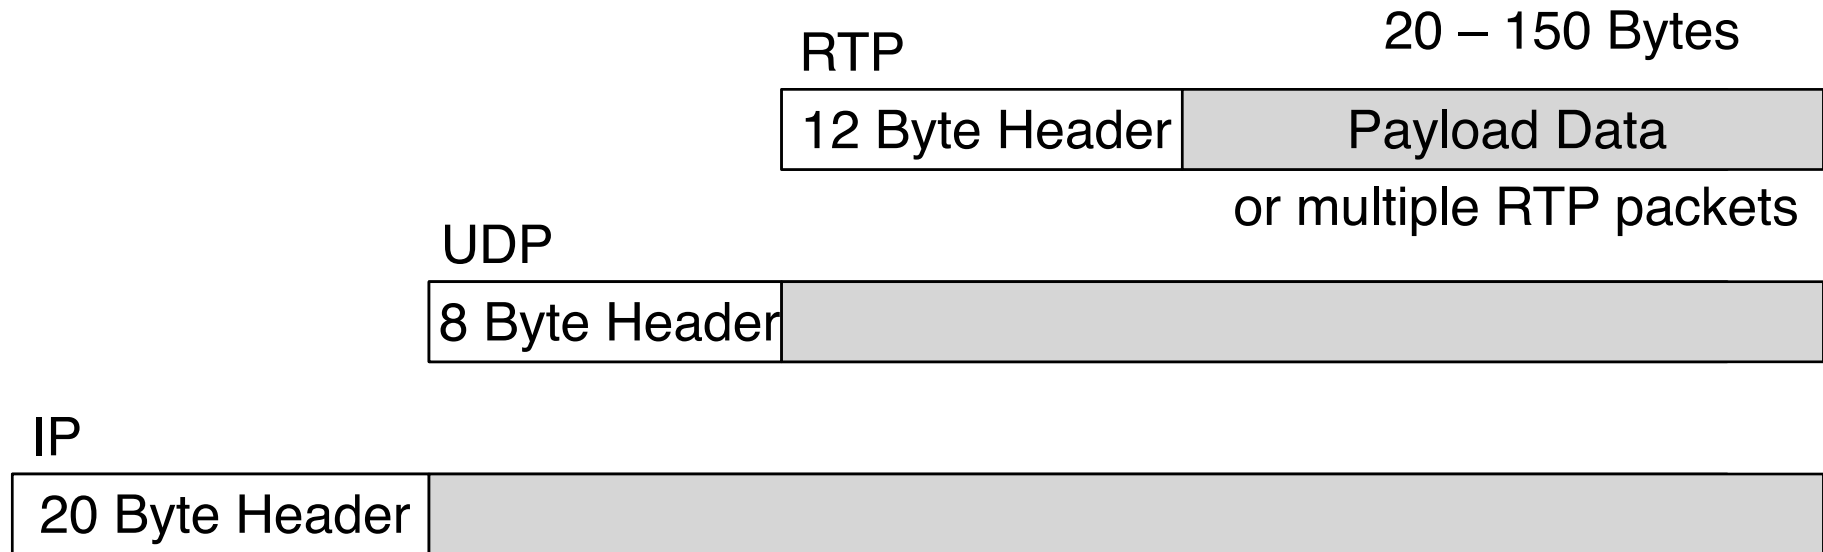 RTP
20 – 150 Bytes
12 Byte Header
Payload Data
or multiple RTP packets
UDP
8 Byte Header
IP
20 Byte Header